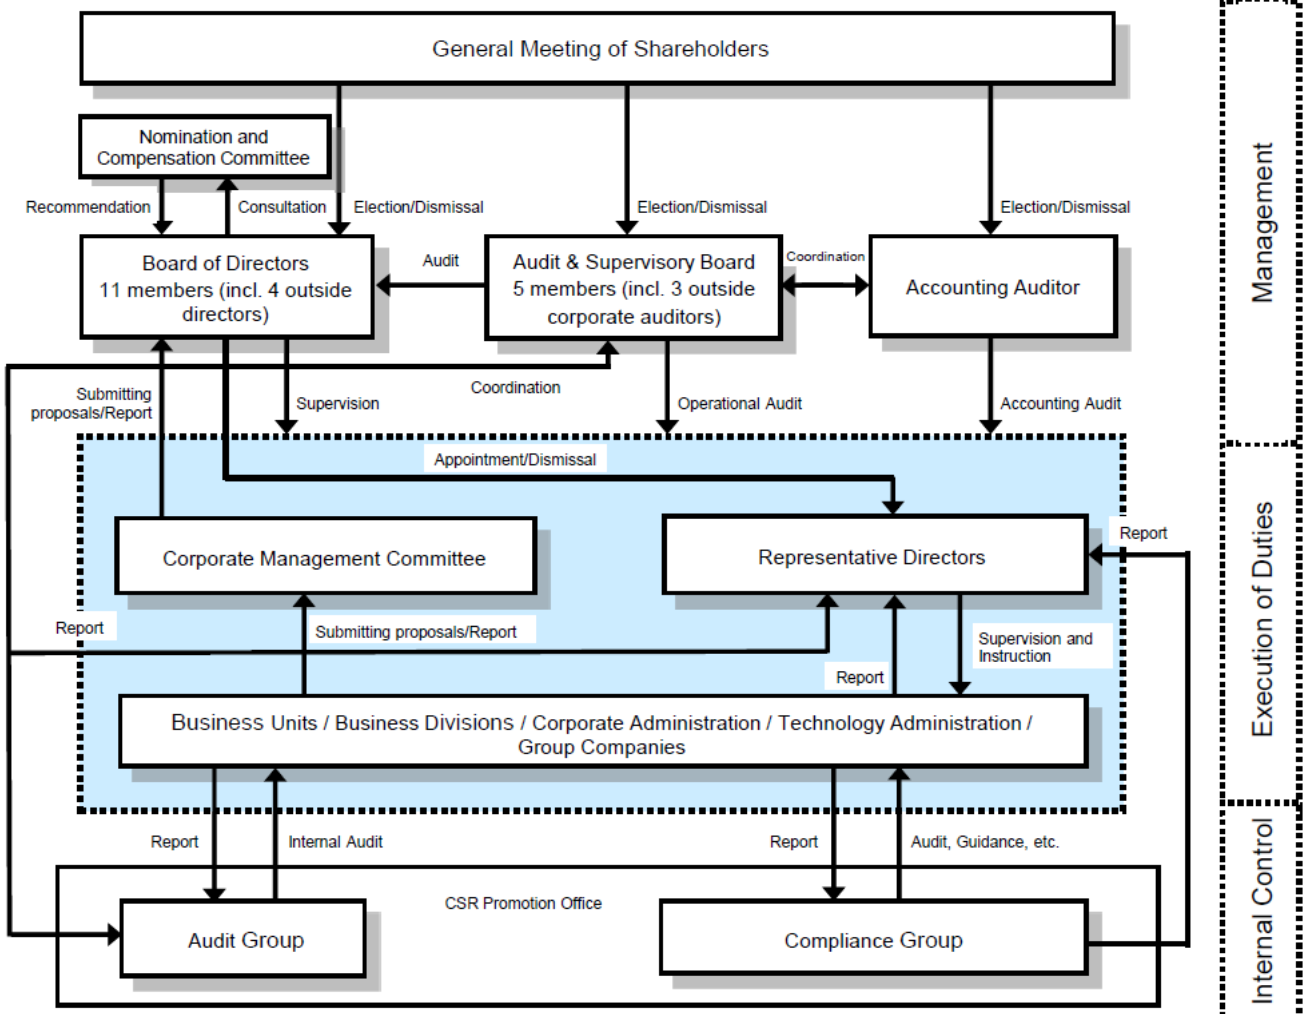 General Meeting of Shareholders
Nomination and
Compensation Committee
Recommendation
Consultation
Election/Dismissal
Election/Dismissal
Election/Dismissal
Board of Directors
11 members (incl. 4 outside
directors)
Audit
Audit & Supervisory Board
5 members (incl. 3 outside
corporate auditors)
Coordination
Accounting Auditor
Submitting
proposals/Report
Supervision
Coordination
Operational Audit
Accounting Audit
Appointment/Dismissal
Corporate Management Committee
Representative Directors
Report
Report
Submitting proposals/Report
Report
Supervision and
Instruction
Business Units / Business Divisions / Corporate Administration / Technology Administration /
Group Companies
Report
Internal Audit
Report
Audit, Guidance, etc.
CSR Promotion Office
Audit Group
Compliance Group
Management
Execution of Duties
Internal Control